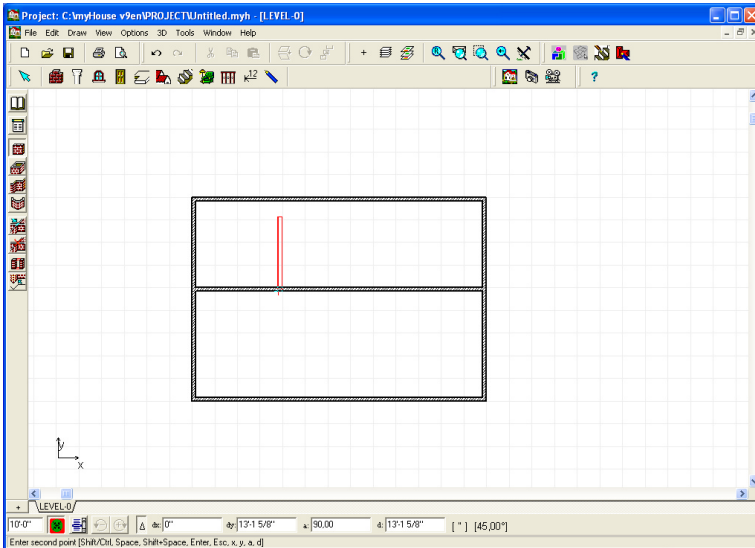 Project: C:\myHouse v9en\PROJECT\Untitled.myh - [LEVEL-0]
File Edit Draw View Options 3D Tools Window Help
K12
y
x
+ LEVEL-0
10'-0" Δ dx: 0" dy: 13'-1 5/8" a: 90,00 d: 13'-1 5/8" [ " ] [45,00°]
Enter second point [Shift/Ctrl, Space, Shift+Space, Enter, Esc, x, y, a, d]